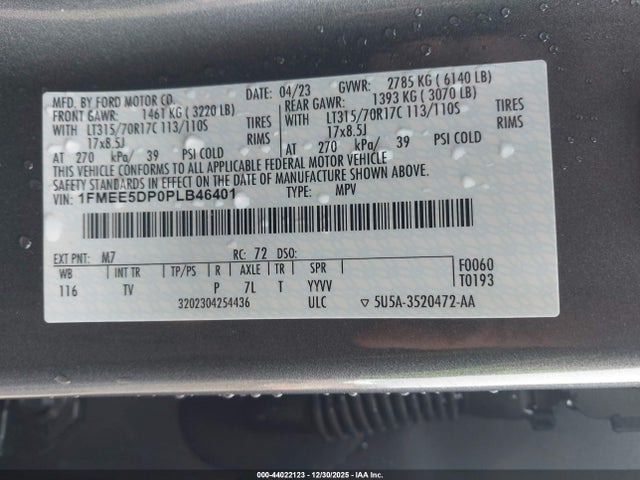 MFD. BY FORD MOTOR CO. 04/23 GVWR: 2785 KG ( 6140 LB)
FRONT GAWR: 1461 KG ( 3220 LB) REAR GAWR: 1393 KG ( 3070 LB)
WITH LT315/70R17C 113/110S TIRES WITH LT315/70R17C 113/110S TIRES
17x8.5J RIMS 17x8.5J RIMS
AT 270 kPa/ 39 PSI COLD AT 270 kPa/ 39 PSI COLD
THIS VEHICLE CONFORMS TO ALL APPLICABLE FEDERAL MOTOR VEHICLE
SAFETY STANDARDS IN EFFECT ON THE DATE OF MANUFACTURE SHOWN ABOVE.
VIN: 1FMEE5DP0PLB46401 TYPE: MPV
EXT PNT: M7 RC: 72 DSO:
WB INT TR TP/PS R AXLE TR SPR F0060
116 TV P 7L T YYVV T0193
3202304254436 ULC ▽ 5U5A-3520472-AA
000-44022123 - 12/30/2025 - IAA Inc.